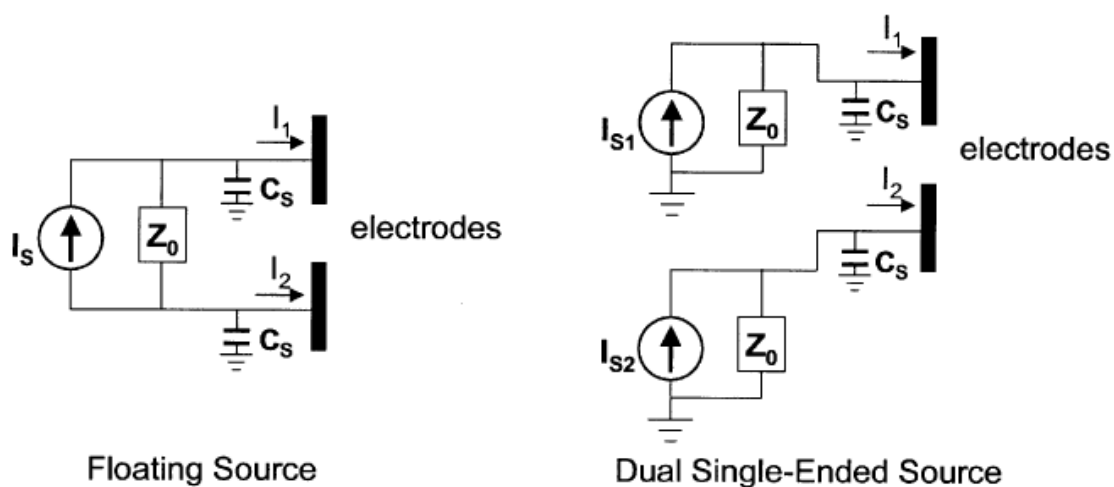 I1
CS
IS
Z0
electrodes
I2
CS
Floating Source
I1
IS1
Z0
CS
electrodes
I2
IS2
Z0
CS
Dual Single-Ended Source